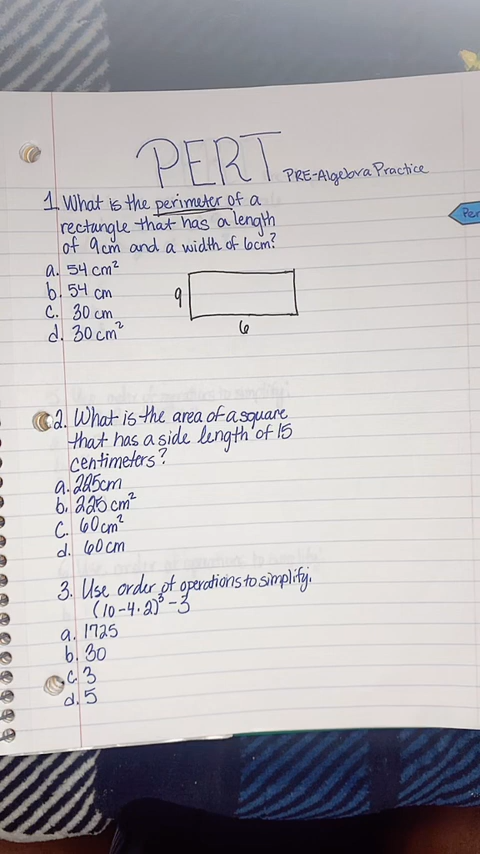 PERT PRE-Algebra Practice
1. What is the perimeter of a
rectangle that has a length
of 9cm and a width of 6cm?
a. 54 cm²
b. 54 cm
c. 30 cm
d. 30 cm²
9
6
2. What is the area of a square
that has a side length of 15
centimeters?
a. 225cm
b. 225 cm²
c. 60 cm²
d. 60 cm
3. Use order of operations to simplify.
(10-4·2)³-3
a. 1725
b. 30
c. 3
d. 5
Per